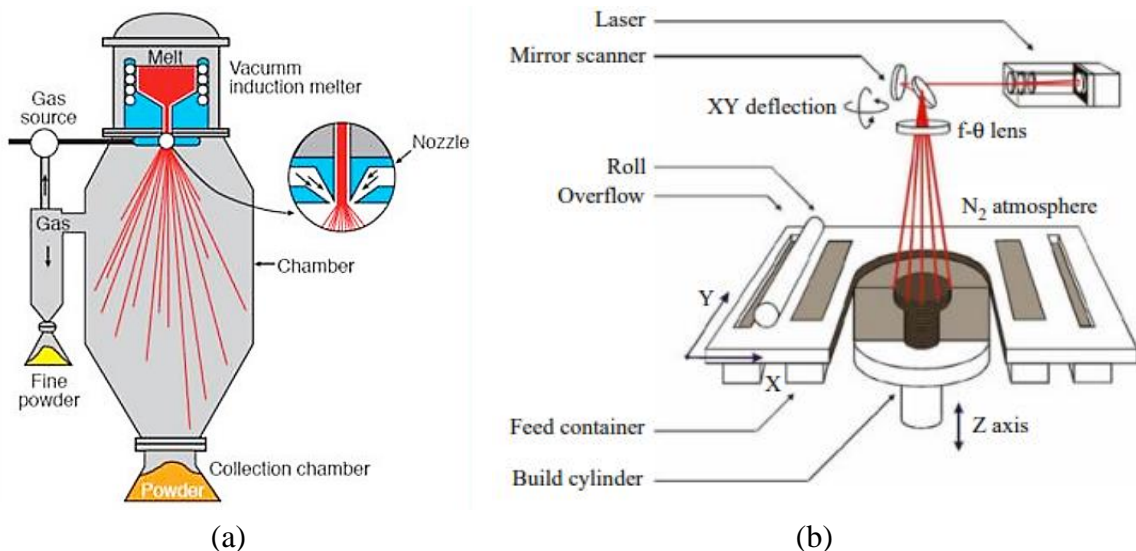 Melt
Vacumm
induction melter
Gas
source
Nozzle
Gas
Chamber
Fine
powder
Collection chamber
Powder
(a)
Laser
Mirror scanner
XY deflection
f-θ lens
Roll
Overflow
N₂ atmosphere
Y
X
Feed container
Z axis
Build cylinder
(b)